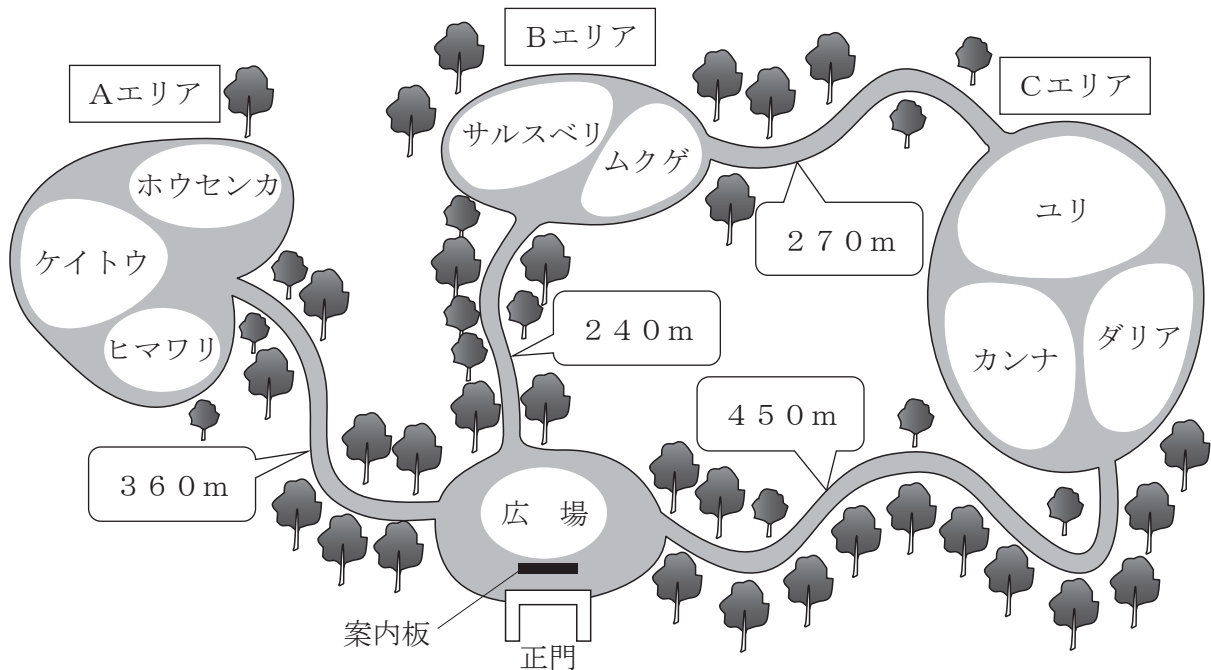 Aエリア
Bエリア
Cエリア
ホウセンカ
ケイトウ
ヒマワリ
サルスベリ
ムクゲ
ユリ
カンナ
ダリア
270m
240m
450m
360m
広 場
案内板
正門